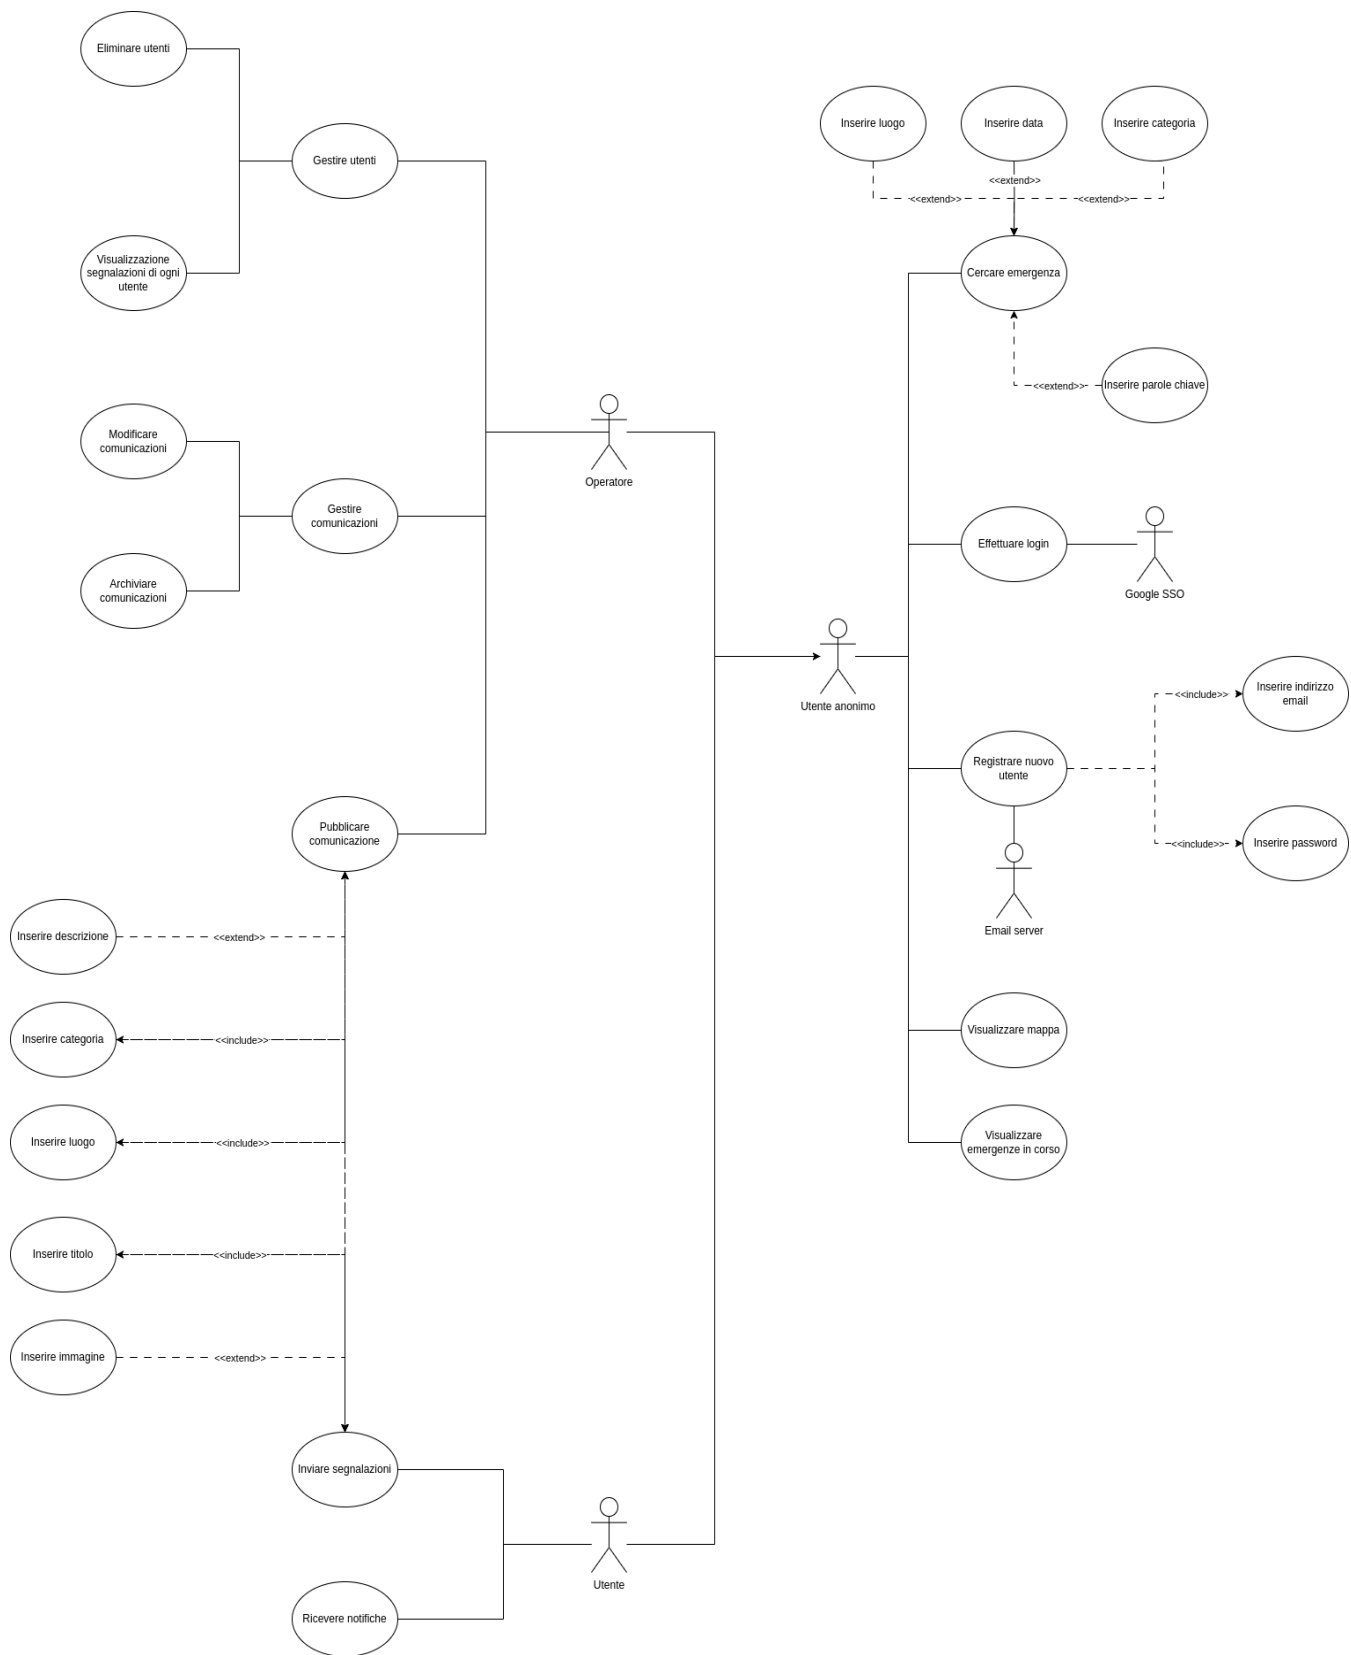 Eliminare utenti
Inserire luogo
Inserire data
Inserire categoria
Gestire utenti
<<extend>>
<<extend>>
<<extend>>
Visualizzazione
segnalazioni di ogni
utente
Cercare emergenza
<<extend>>
Inserire parole chiave
Modificare
comunicazioni
Operatore
Gestire
comunicazioni
Effettuare login
Google SSO
Archiviare
comunicazioni
Utente anonimo
<<include>>
Inserire indirizzo
email
Registrare nuovo
utente
Pubblicare
comunicazione
<<include>>
Inserire password
Email server
Inserire descrizione
<<extend>>
Inserire categoria
<<include>>
Visualizzare mappa
Inserire luogo
<<include>>
Visualizzare
emergenze in corso
Inserire titolo
<<include>>
Inserire immagine
<<extend>>
Inviare segnalazioni
Utente
Ricevere notifiche